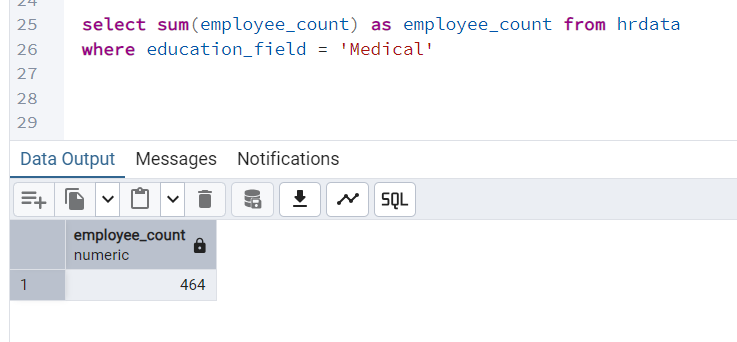 24
25 select sum(employee_count) as employee_count from hrdata
26 where education_field = 'Medical'
27
28
29
Data Output Messages Notifications
SQL
employee_count
numeric
1 464